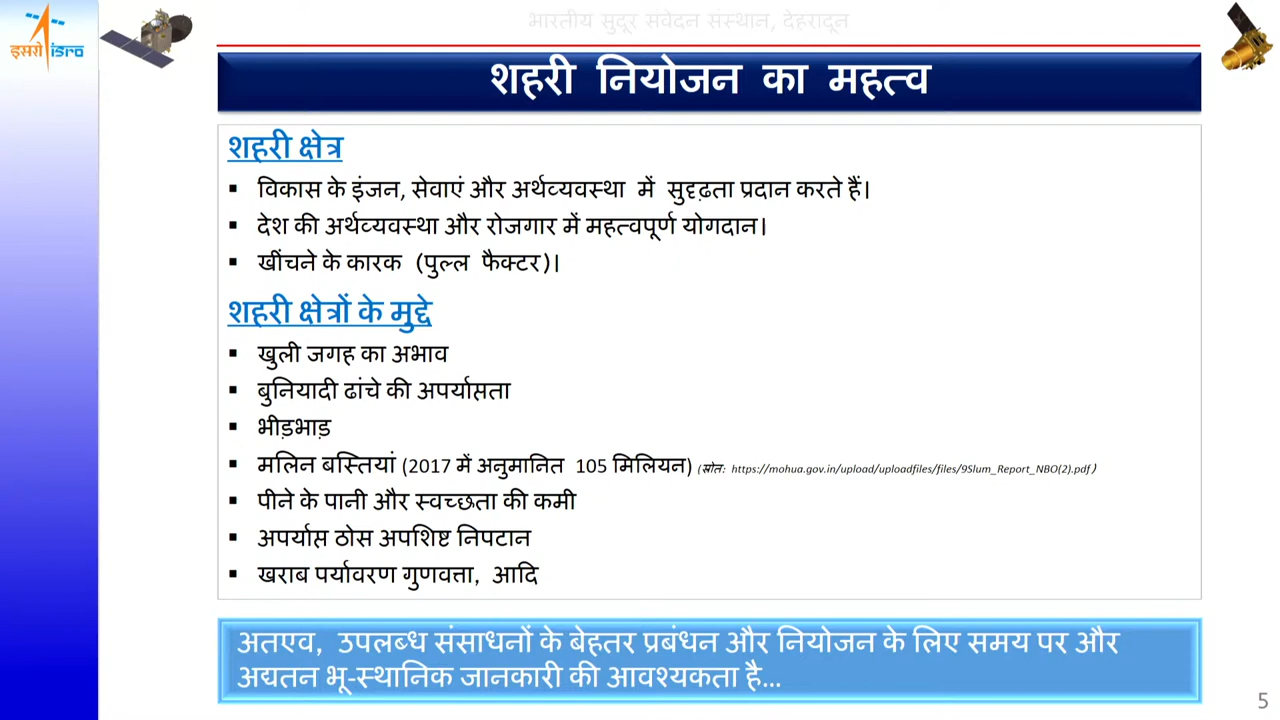 भारतीय सुदूर संवेदन संस्थान, देहरादून
इसरो isro
शहरी नियोजन का महत्व
शहरी क्षेत्र
▪ विकास के इंजन, सेवाएं और अर्थव्यवस्था में सुदृढ़ता प्रदान करते हैं।
▪ देश की अर्थव्यवस्था और रोजगार में महत्वपूर्ण योगदान।
▪ खींचने के कारक (पुल्ल फैक्टर)।
शहरी क्षेत्रों के मुद्दे
▪ खुली जगह का अभाव
▪ बुनियादी ढांचे की अपर्याप्तता
▪ भीड़भाड़
▪ मलिन बस्तियां (2017 में अनुमानित 105 मिलियन) (स्रोत: https://mohua.gov.in/upload/uploadfiles/files/9Slum_Report_NBO(2).pdf)
▪ पीने के पानी और स्वच्छता की कमी
▪ अपर्याप्त ठोस अपशिष्ट निपटान
▪ खराब पर्यावरण गुणवत्ता, आदि
अतएव, उपलब्ध संसाधनों के बेहतर प्रबंधन और नियोजन के लिए समय पर और
अद्यतन भू-स्थानिक जानकारी की आवश्यकता है...
5